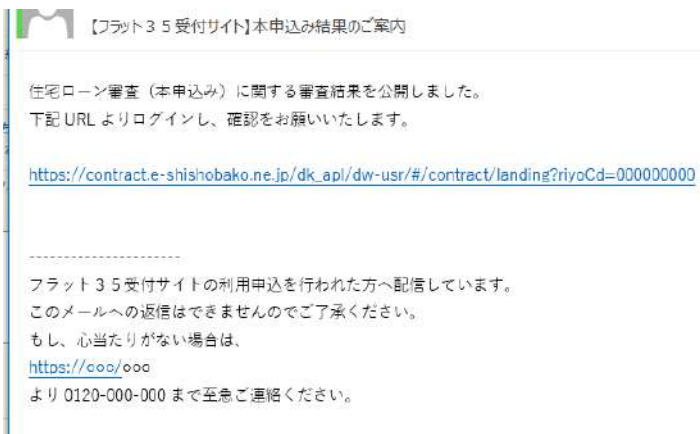 【フラット３５受付サイト】本申込み結果のご案内
住宅ローン審査（本申込み）に関する審査結果を公開しました。
下記 URL よりログインし、確認をお願いいたします。
https://contract.e-shishobako.ne.jp/dk_apl/dw-usr/#/contract/landing?riyoCd=000000000
----------------------
フラット３５受付サイトの利用申込を行われた方へ配信しています。
このメールへの返信はできませんのでご了承ください。
もし、心当たりがない場合は、
https://ooo/ooo
より 0120-000-000 まで至急ご連絡ください。